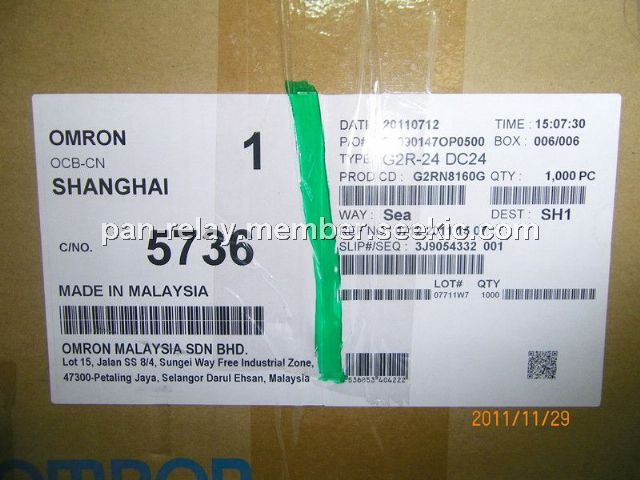 OMRON
OCB-CN
SHANGHAI
1
C/NO. 5736
MADE IN MALAYSIA
OMRON MALAYSIA SDN BHD.
Lot 15, Jalan SS 8/4, Sungei Way Free Industrial Zone,
47300-Petaling Jaya, Selangor Darul Ehsan, Malaysia
20110712 TIME : 15:07:30
BOX : 006/006
G2R-24 DC24
PROD CD : G2RN8160G QTY : 1,000 PC
WAY : Sea DEST : SH1
SLIP#/SEQ : 3J9054332 001
LOT# QTY
07711W7 1000
pan-relay.member.seekic.com
2011/11/29
OMRON